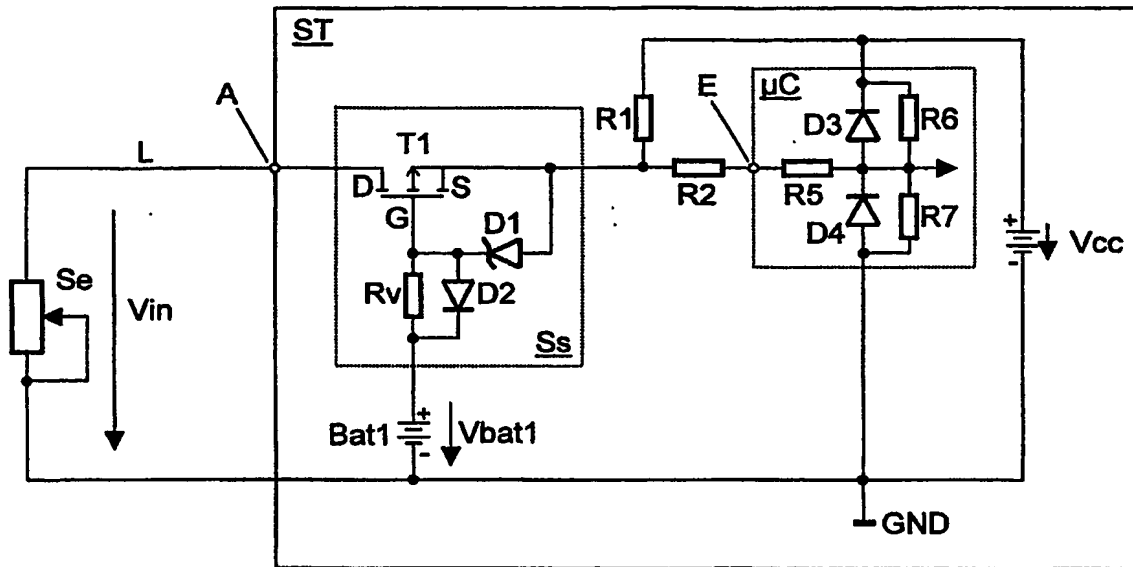 ST
A
L
T1
D
S
G
D1
Rv
D2
Ss
R1
E
R2
µC
D3
R6
R5
D4
R7
+
-
Vcc
Se
Vin
Bat1
+
-
Vbat1
GND